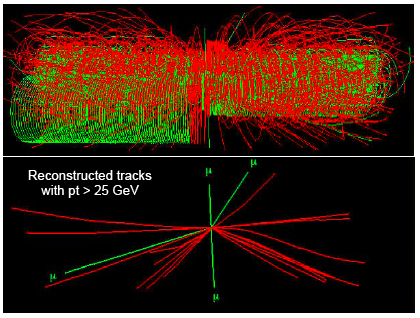 Reconstructed tracks
with pt > 25 GeV
μ
μ
μ
μ